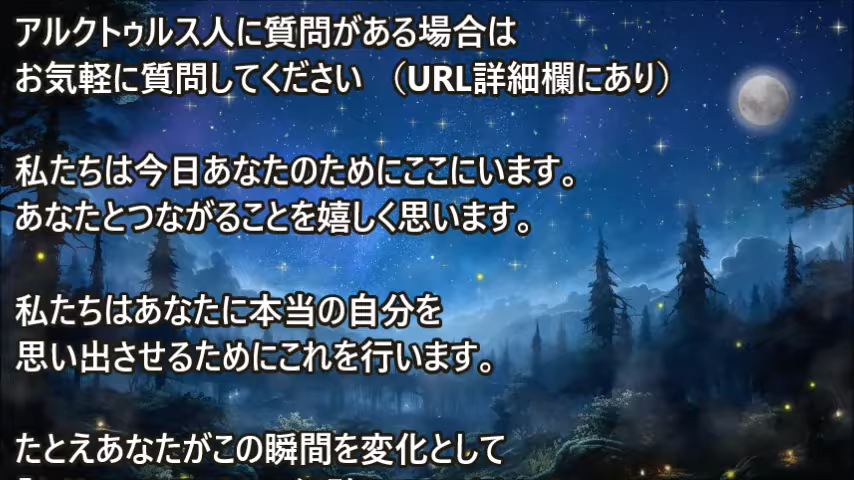 アルクトゥルス人に質問がある場合は
お気軽に質問してください　（URL詳細欄にあり）
私たちは今日あなたのためにここにいます。
あなたとつながることを嬉しく思います。
私たちはあなたに本当の自分を
思い出させるためにこれを行います。
たとえあなたがこの瞬間を変化として